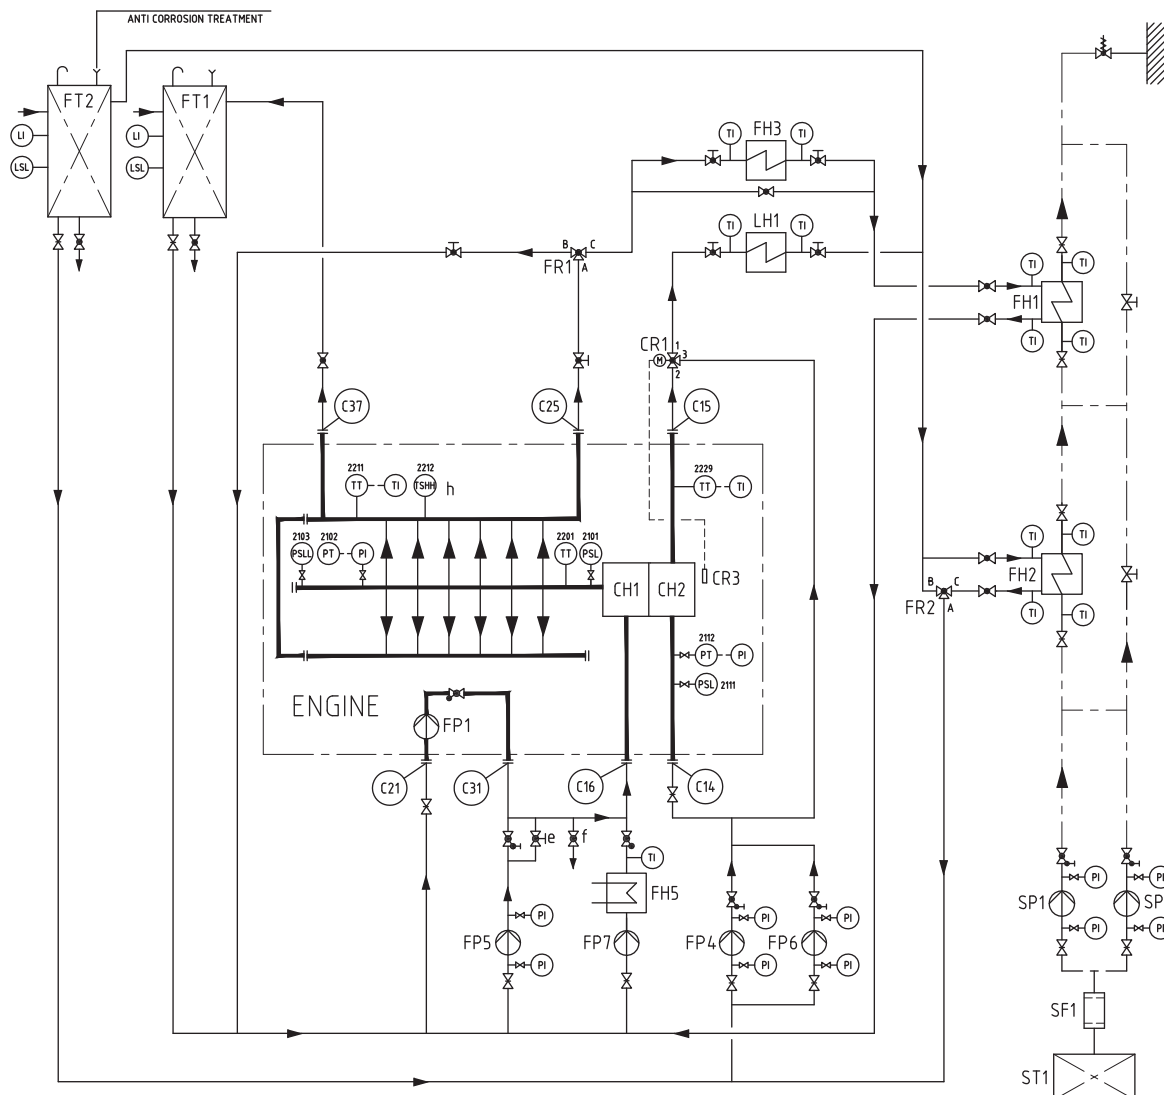 ANTI CORROSION TREATMENT
FT2
FT1
LI
LI
LSL
LSL
TI
FH3
TI
TI
LH1
TI
B
C
FR1
A
TI
TI
FH1
TI
TI
CR1
1
3
M
2
C37
C25
C15
2211
2212
2229
TT
TI
TSHH
h
TT
TI
2103
2102
2201
2101
PSLL
PT
PI
TT
PSL
CH1
CH2
CR3
TI
TI
FH2
B
C
FR2
A
TI
TI
2112
PT
PI
PSL
2111
ENGINE
FP1
C21
C31
C16
C14
e
f
TI
FH5
PI
PI
PI
FP5
FP7
FP4
FP6
PI
PI
PI
PI
PI
SP1
SP
PI
PI
SF1
ST1